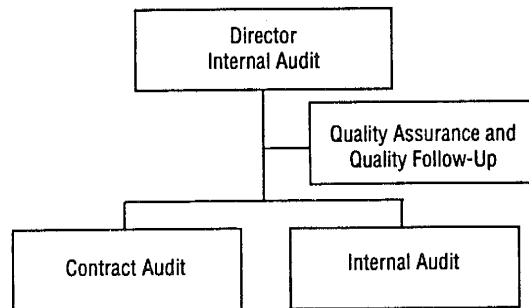 Director
Internal Audit
Quality Assurance and
Quality Follow-Up
Contract Audit
Internal Audit